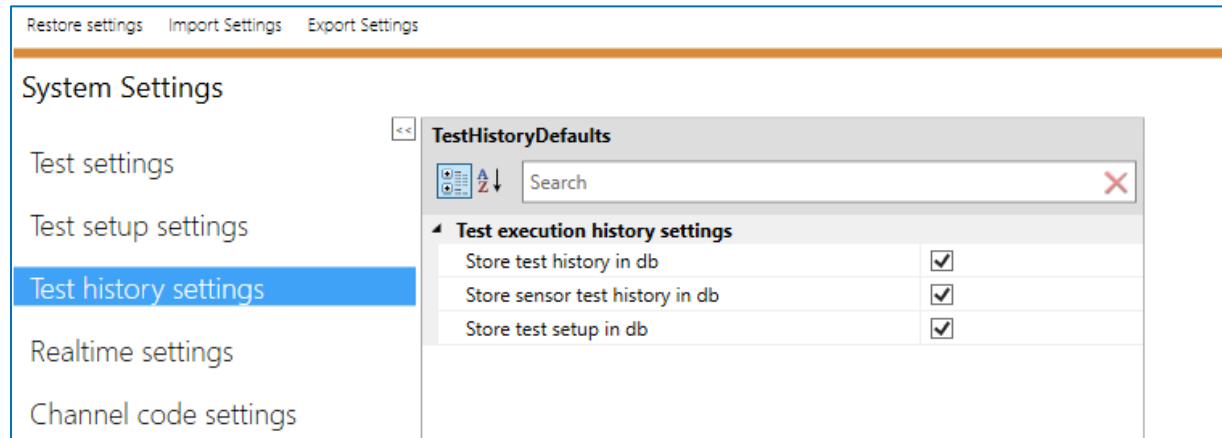 Restore settings Import Settings Export Settings
System Settings
<<
TestHistoryDefaults
Test settings
A
Z
Search
Test setup settings
Test execution history settings
Store test history in db
Test history settings
Store sensor test history in db
Store test setup in db
Realtime settings
Channel code settings